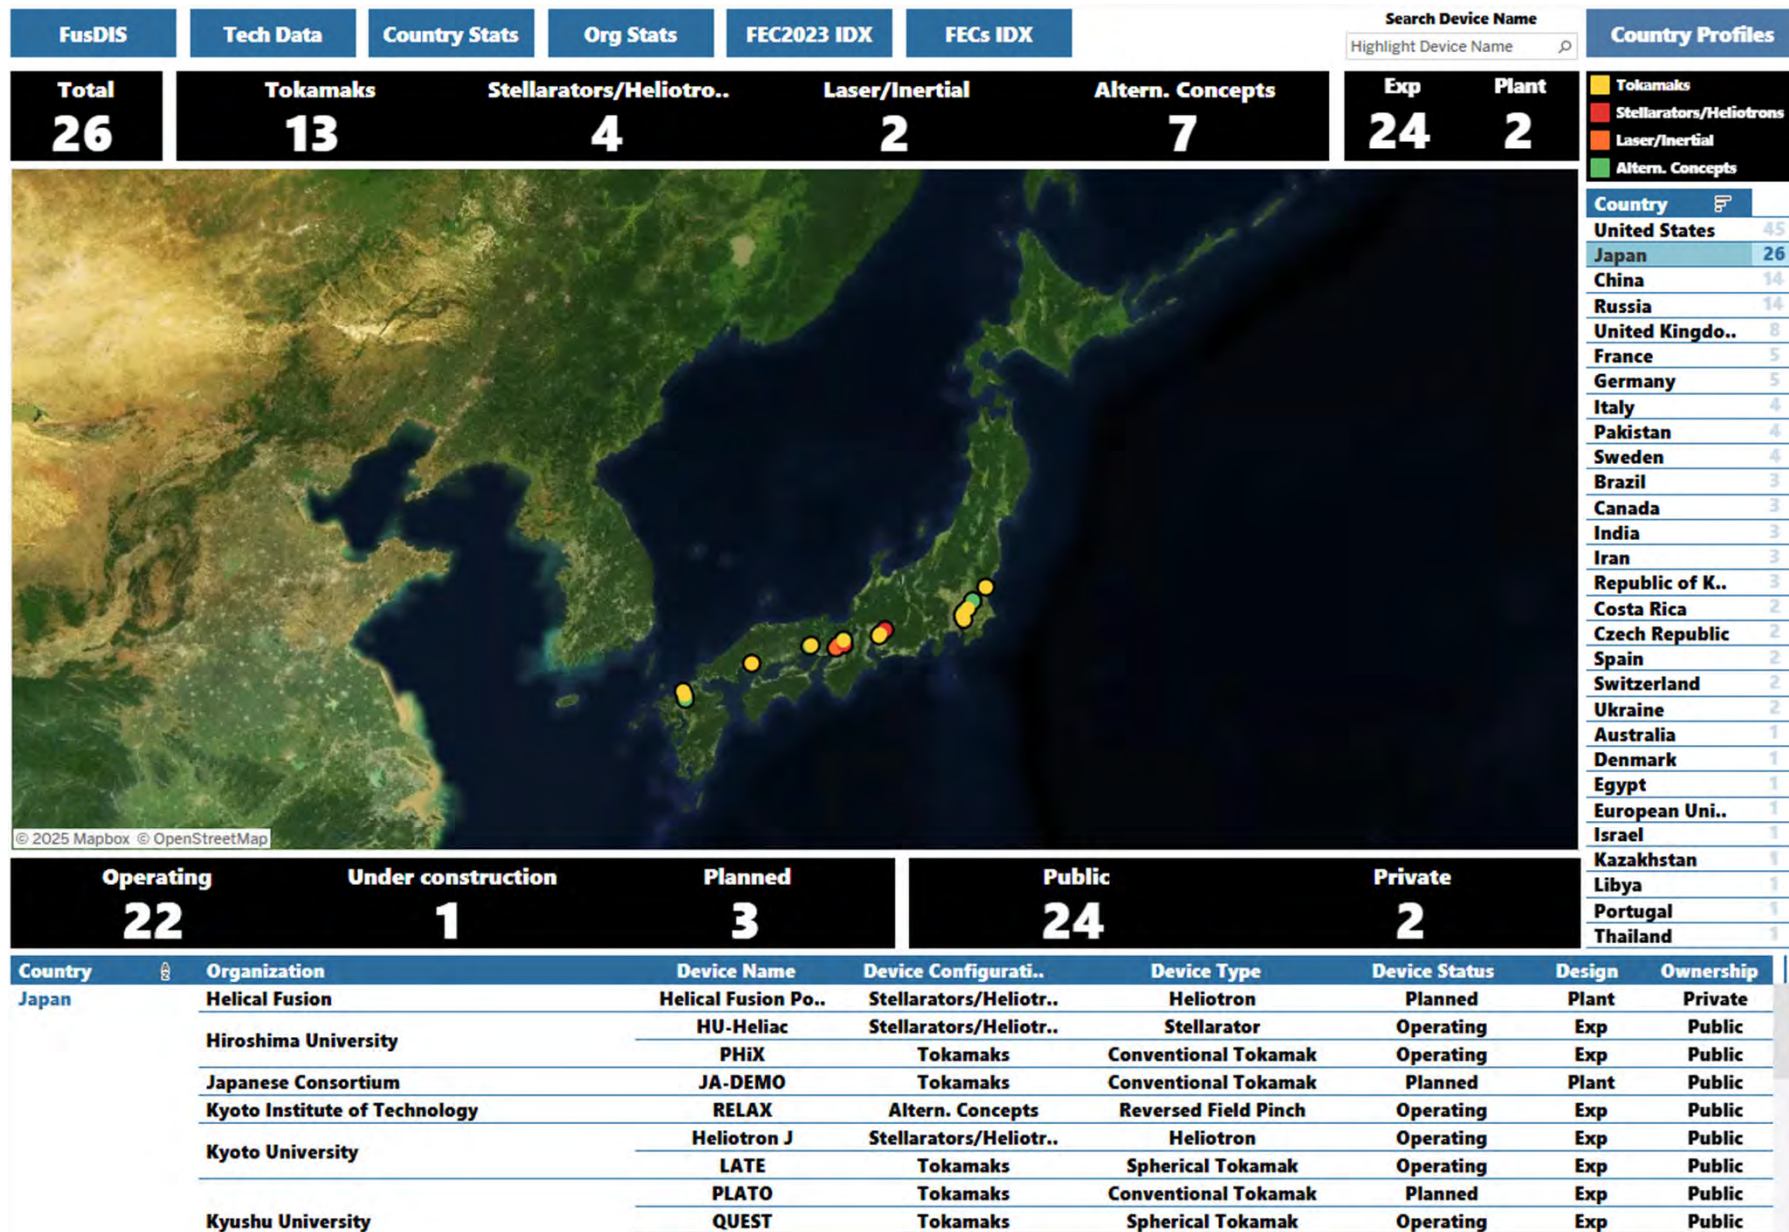 FusDIS Tech Data Country Stats Org Stats FEC2023 IDX FECs IDX Search Device Name Country Profiles
Highlight Device Name
Total Tokamaks Stellarators/Heliotro.. Laser/Inertial Altern. Concepts Exp Plant
26 13 4 2 7 24 2
Tokamaks
Stellarators/Heliotrons
Laser/Inertial
Altern. Concepts
Country
United States 45
Japan 26
China 14
Russia 14
United Kingdo.. 8
France 5
Germany 5
Italy 4
Pakistan 4
Sweden 4
Brazil 3
Canada 3
India 3
Iran 3
Republic of K.. 3
Costa Rica 2
Czech Republic 2
Spain 2
Switzerland 2
Ukraine 2
Australia 1
Denmark 1
Egypt 1
European Uni.. 1
Israel 1
Kazakhstan 1
Libya 1
Portugal 1
Thailand 1
© 2025 Mapbox © OpenStreetMap
Operating Under construction Planned Public Private
22 1 3 24 2
Country Organization Device Name Device Configurati.. Device Type Device Status Design Ownership
Japan Helical Fusion Helical Fusion Po.. Stellarators/Heliotr.. Heliotron Planned Plant Private
Hiroshima University HU-Heliac Stellarators/Heliotr.. Stellarator Operating Exp Public
PHiX Tokamaks Conventional Tokamak Operating Exp Public
Japanese Consortium JA-DEMO Tokamaks Conventional Tokamak Planned Plant Public
Kyoto Institute of Technology RELAX Altern. Concepts Reversed Field Pinch Operating Exp Public
Kyoto University Heliotron J Stellarators/Heliotr.. Heliotron Operating Exp Public
LATE Tokamaks Spherical Tokamak Operating Exp Public
PLATO Tokamaks Conventional Tokamak Planned Exp Public
Kyushu University QUEST Tokamaks Spherical Tokamak Operating Exp Public